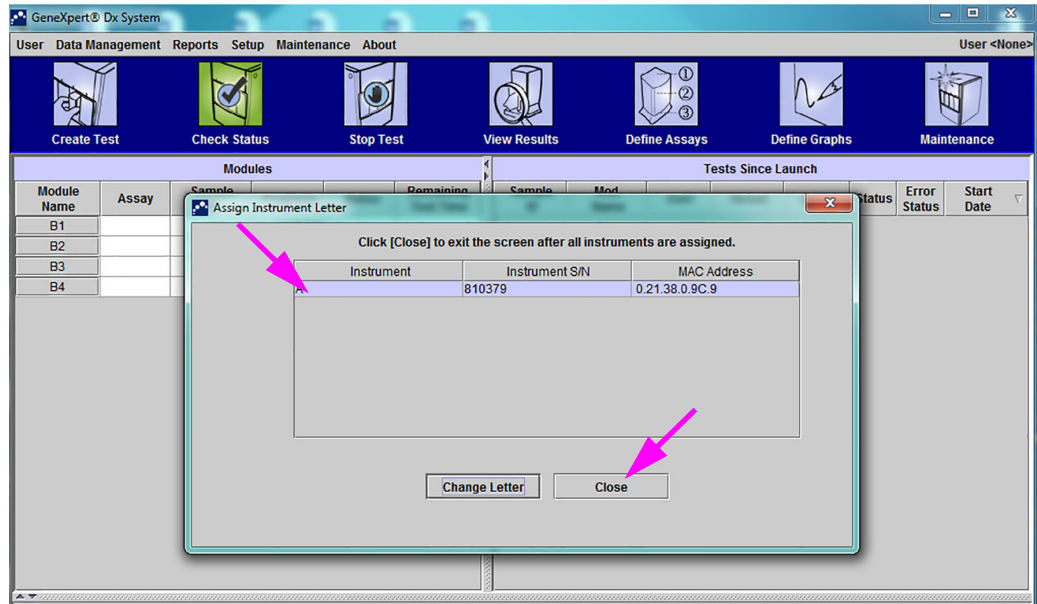 GeneXpert® Dx System
User Data Management Reports Setup Maintenance About User <None>
Create Test Check Status Stop Test View Results Define Assays Define Graphs Maintenance
Modules Tests Since Launch
Module Name Assay Sample Remaining Sample Mod Status Error Status Start Date
Assign Instrument Letter
B1
Click [Close] to exit the screen after all instruments are assigned.
B2
B3
Instrument Instrument S/N MAC Address
B4
A 810379 0.21.38.0.9C.9
Change Letter Close